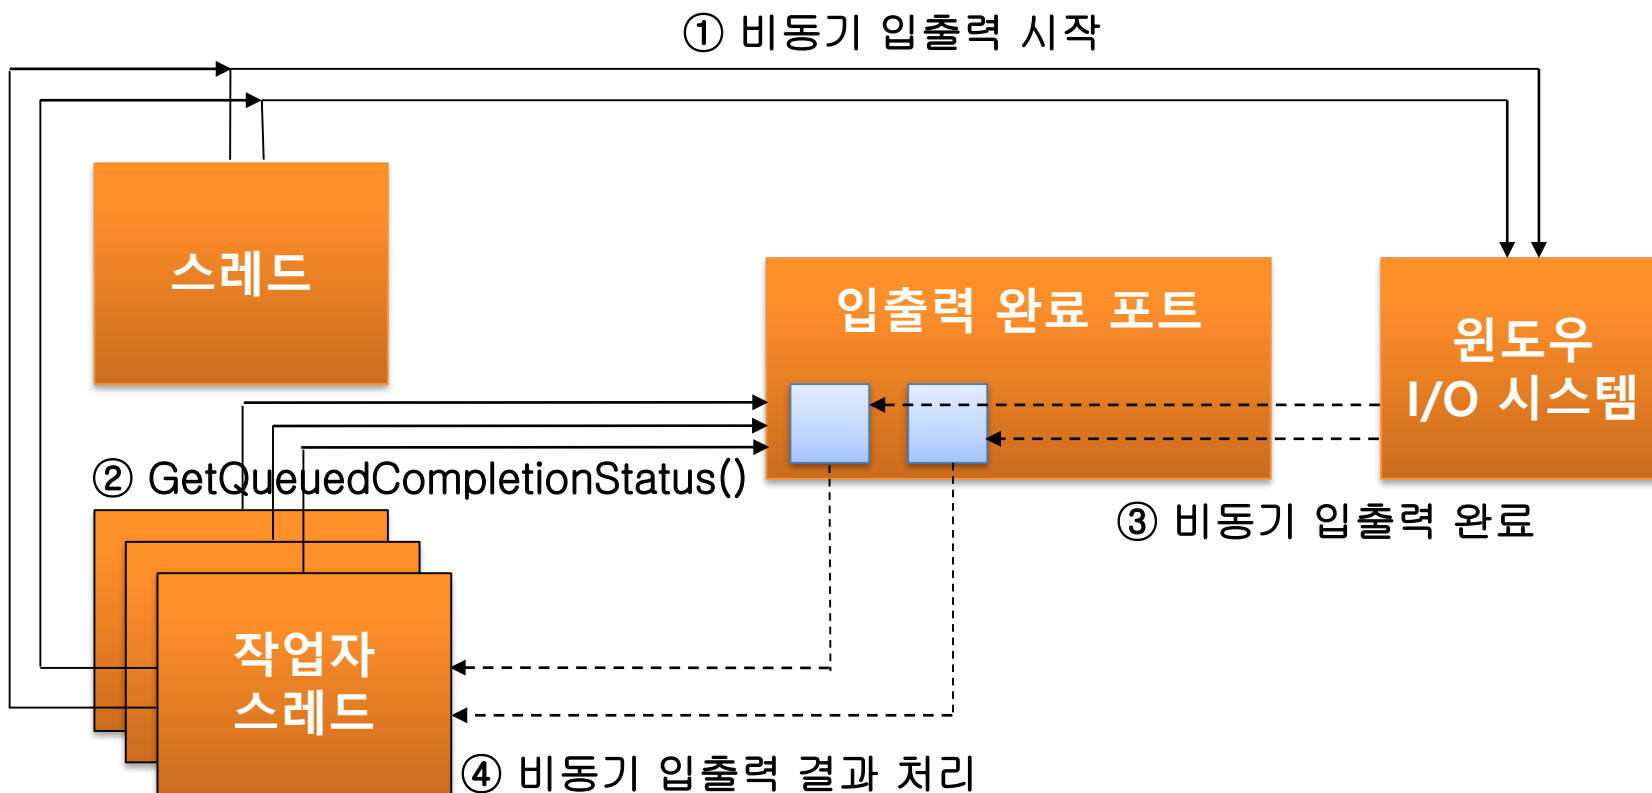 ① 비동기 입출력 시작
스레드
입출력 완료 포트
윈도우
I/O 시스템
② GetQueuedCompletionStatus()
③ 비동기 입출력 완료
작업자
스레드
④ 비동기 입출력 결과 처리